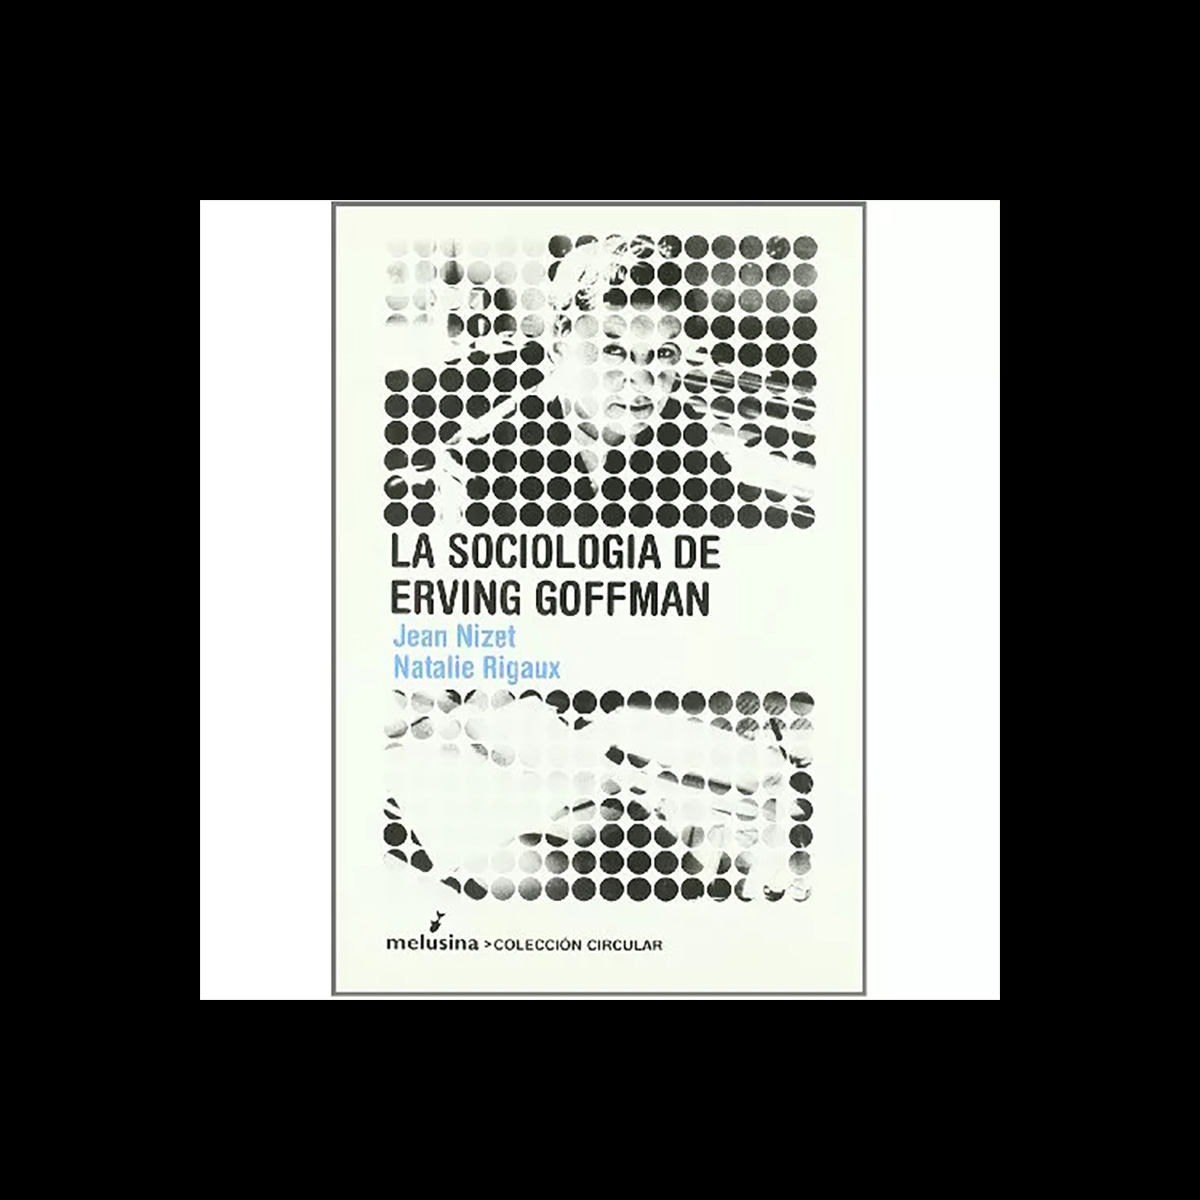 LA SOCIOLOGIA DE
ERVING GOFFMAN
Jean Nizet
Natalie Rigaux
melusina >COLECCIÓN CIRCULAR